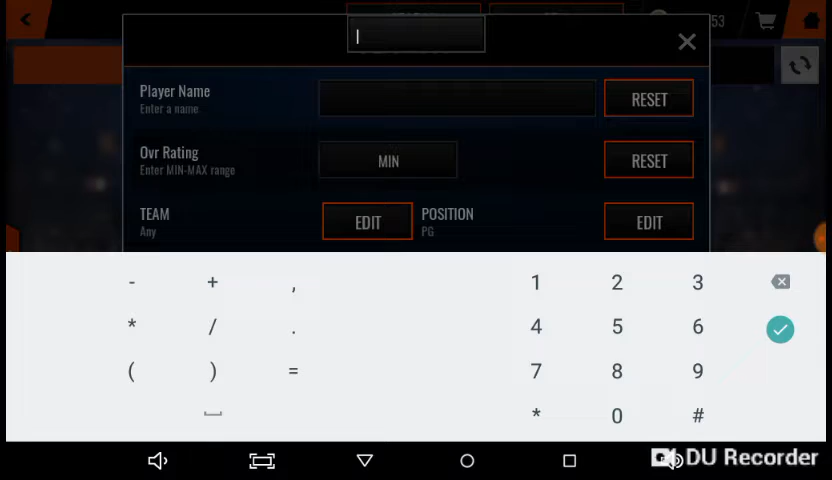 53
Player Name
Enter a name
RESET
Ovr Rating
Enter MIN-MAX range
MIN
RESET
TEAM
Any
EDIT
POSITION
PG
EDIT
- + , 1 2 3
* / . 4 5 6
( ) = 7 8 9
* 0 #
DU Recorder